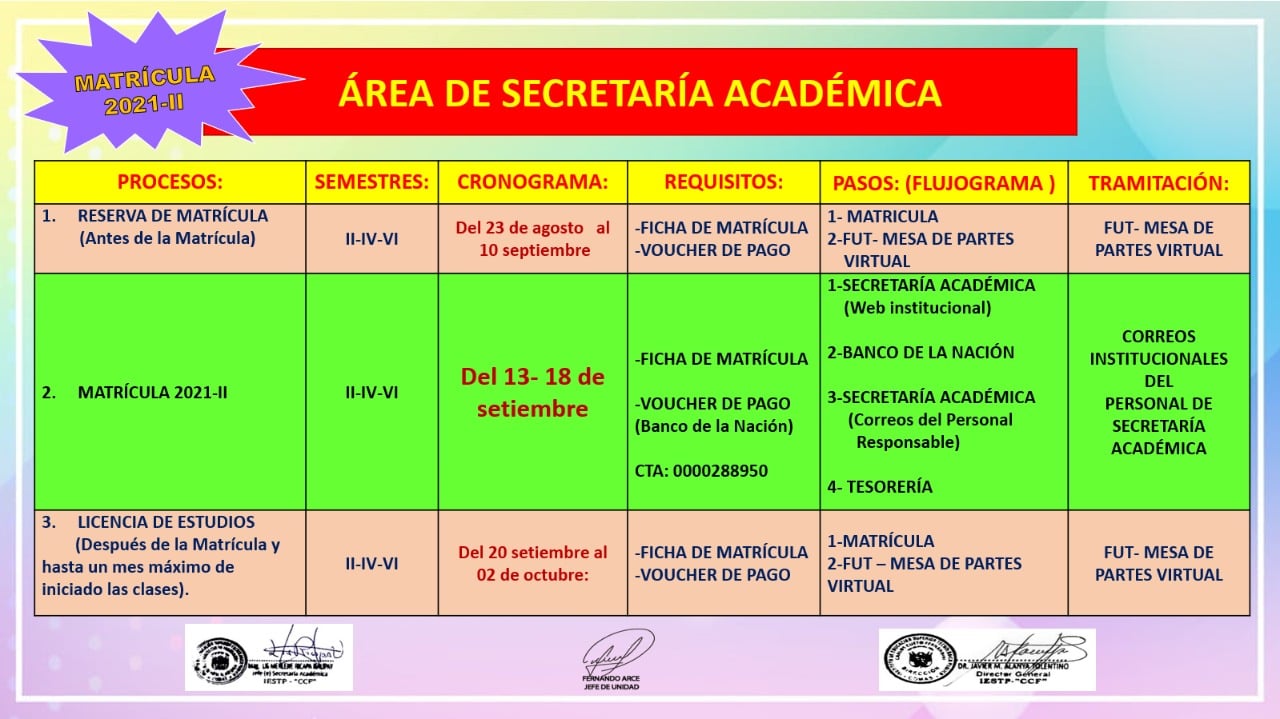 MATRÍCULA
2021-II
ÁREA DE SECRETARÍA ACADÉMICA
PROCESOS:
SEMESTRES:
CRONOGRAMA:
REQUISITOS:
PASOS: (FLUJOGRAMA )
TRAMITACIÓN:
1. RESERVA DE MATRÍCULA
(Antes de la Matrícula)
II-IV-VI
Del 23 de agosto al
10 septiembre
-FICHA DE MATRÍCULA
-VOUCHER DE PAGO
1- MATRICULA
2-FUT- MESA DE PARTES
VIRTUAL
FUT- MESA DE
PARTES VIRTUAL
2. MATRÍCULA 2021-II
II-IV-VI
Del 13- 18 de
setiembre
-FICHA DE MATRÍCULA
-VOUCHER DE PAGO
(Banco de la Nación)
CTA: 0000288950
1-SECRETARÍA ACADÉMICA
(Web institucional)
2-BANCO DE LA NACIÓN
3-SECRETARÍA ACADÉMICA
(Correos del Personal
Responsable)
4- TESORERÍA
CORREOS
INSTITUCIONALES
DEL
PERSONAL DE
SECRETARÍA
ACADÉMICA
3. LICENCIA DE ESTUDIOS
(Después de la Matrícula y
hasta un mes máximo de
iniciado las clases).
II-IV-VI
Del 20 setiembre al
02 de octubre:
-FICHA DE MATRÍCULA
-VOUCHER DE PAGO
1-MATRÍCULA
2-FUT – MESA DE PARTES
VIRTUAL
FUT- MESA DE
PARTES VIRTUAL
Jefe (e) Secretaría Académica
IESTP - "CCF"
FERNANDO ARCE
JEFE DE UNIDAD
DR. JAVIER M. ALANYA TOLENTINO
Director General
IESTP-"CCF"